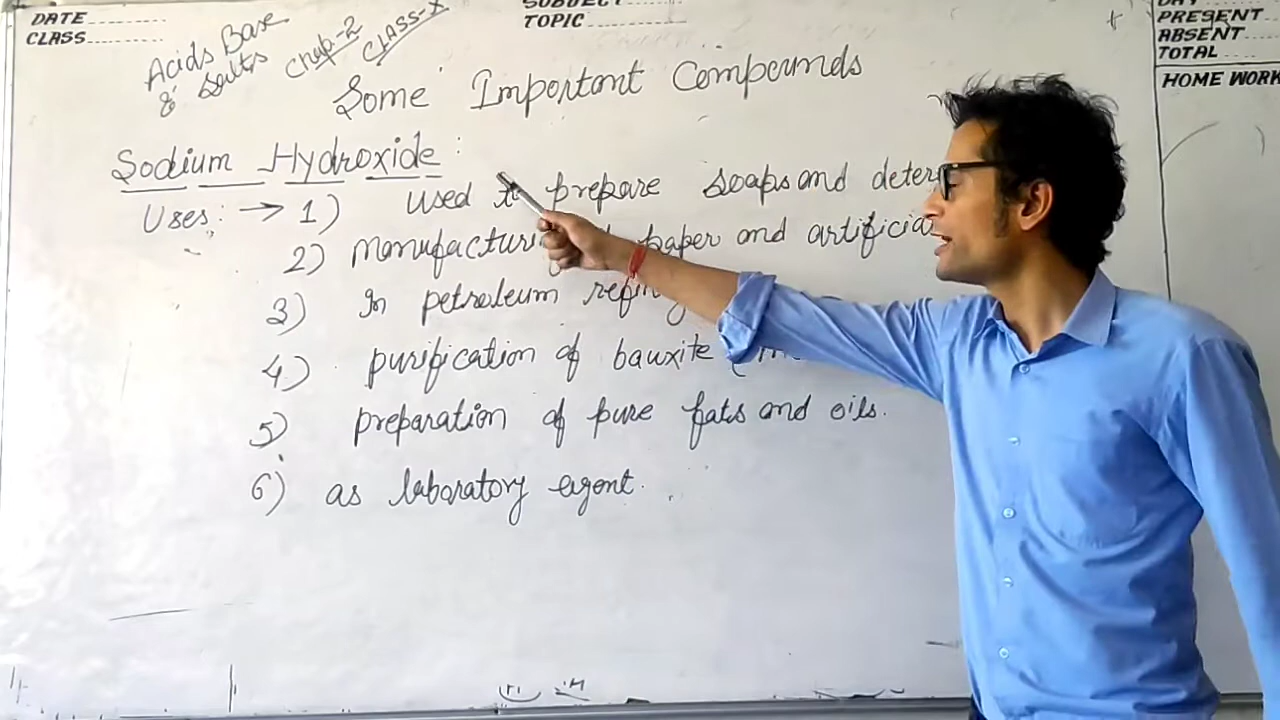 DATE
CLASS
SUBJECT
TOPIC
PRESENT
ABSENT
TOTAL
HOME WORK
Acids Base
& Salts Chap-2 CLASS-X
Some Important Compounds
Sodium Hydroxide :
Uses: → 1) used to prepare soaps and deter
2) manufacturi paper and artificia
3) In petroleum refin
4) purification of bauxite (
5) preparation of pure fats and oils.
6) as laboratory agent.